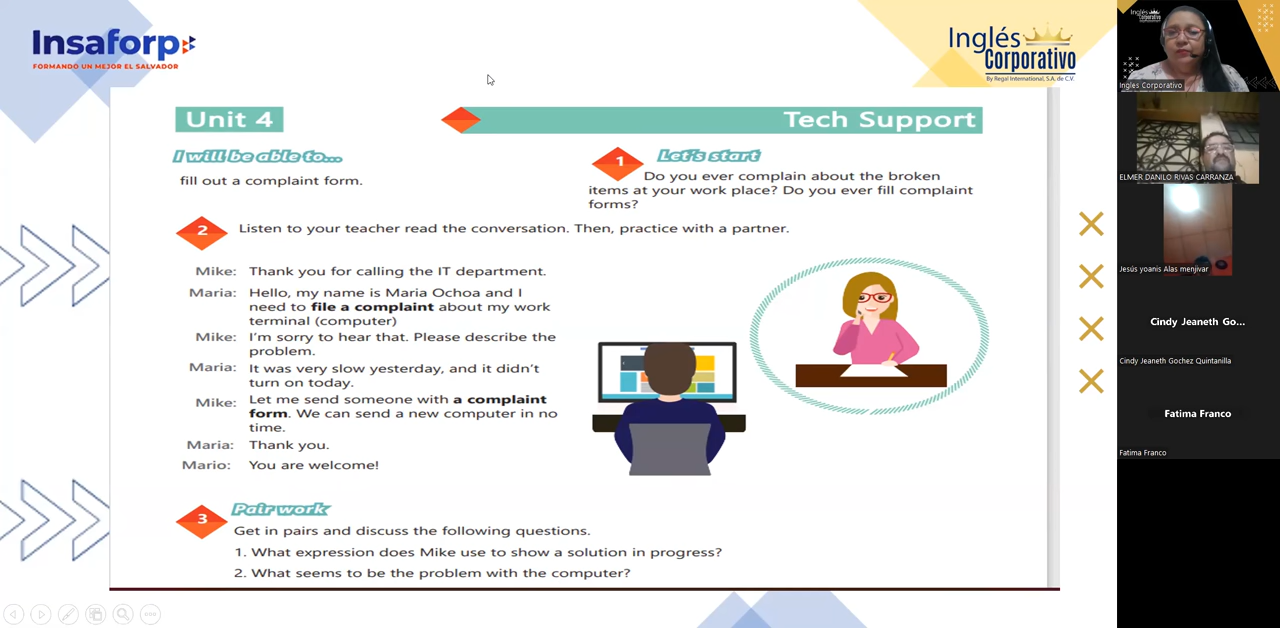 Insaforp
FORMANDO UN MEJOR EL SALVADOR
Inglés
Corporativo
By Regal International, S.A. de C.V.
Unit 4
Tech Support
I will be able to...
fill out a complaint form.
1
Let's start
Do you ever complain about the broken
items at your work place? Do you ever fill complaint
forms?
2
Listen to your teacher read the conversation. Then, practice with a partner.
Mike: Thank you for calling the IT department.
Maria: Hello, my name is Maria Ochoa and I
need to file a complaint about my work
terminal (computer)
Mike: I'm sorry to hear that. Please describe the
problem.
Maria: It was very slow yesterday, and it didn't
turn on today.
Mike: Let me send someone with a complaint
form. We can send a new computer in no
time.
Maria: Thank you.
Mario: You are welcome!
3
Pair work
Get in pairs and discuss the following questions.
1. What expression does Mike use to show a solution in progress?
2. What seems to be the problem with the computer?
Inglés
Corporativo
Ingles Corporativo
ELMER DANILO RIVAS CARRANZA
Jesús yoanis Alas menjivar
Cindy Jeaneth Go...
Cindy Jeaneth Gochez Quintanilla
Fatima Franco
Fatima Franco